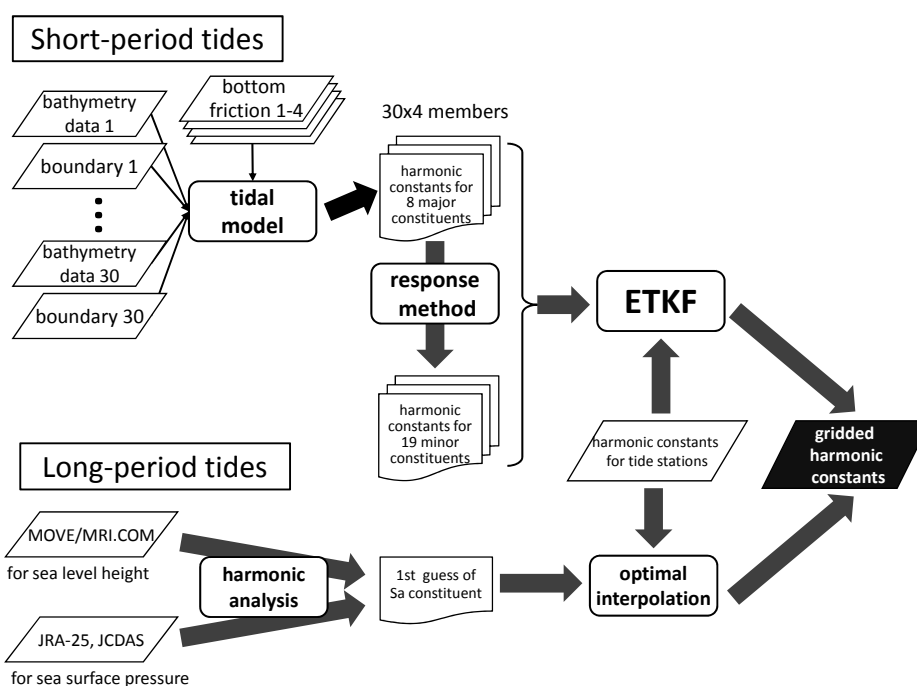 Short-period tides
bathymetry
data 1
boundary 1
bathymetry
data 30
boundary 30
bottom
friction 1-4
tidal
model
30x4 members
harmonic
constants for
8 major
constituents
response
method
harmonic
constants for
19 minor
constituents
ETKF
harmonic constants
for tide stations
gridded
harmonic
constants
Long-period tides
MOVE/MRI.COM
for sea level height
JRA-25, JCDAS
for sea surface pressure
harmonic
analysis
1st guess of
Sa constituent
optimal
interpolation